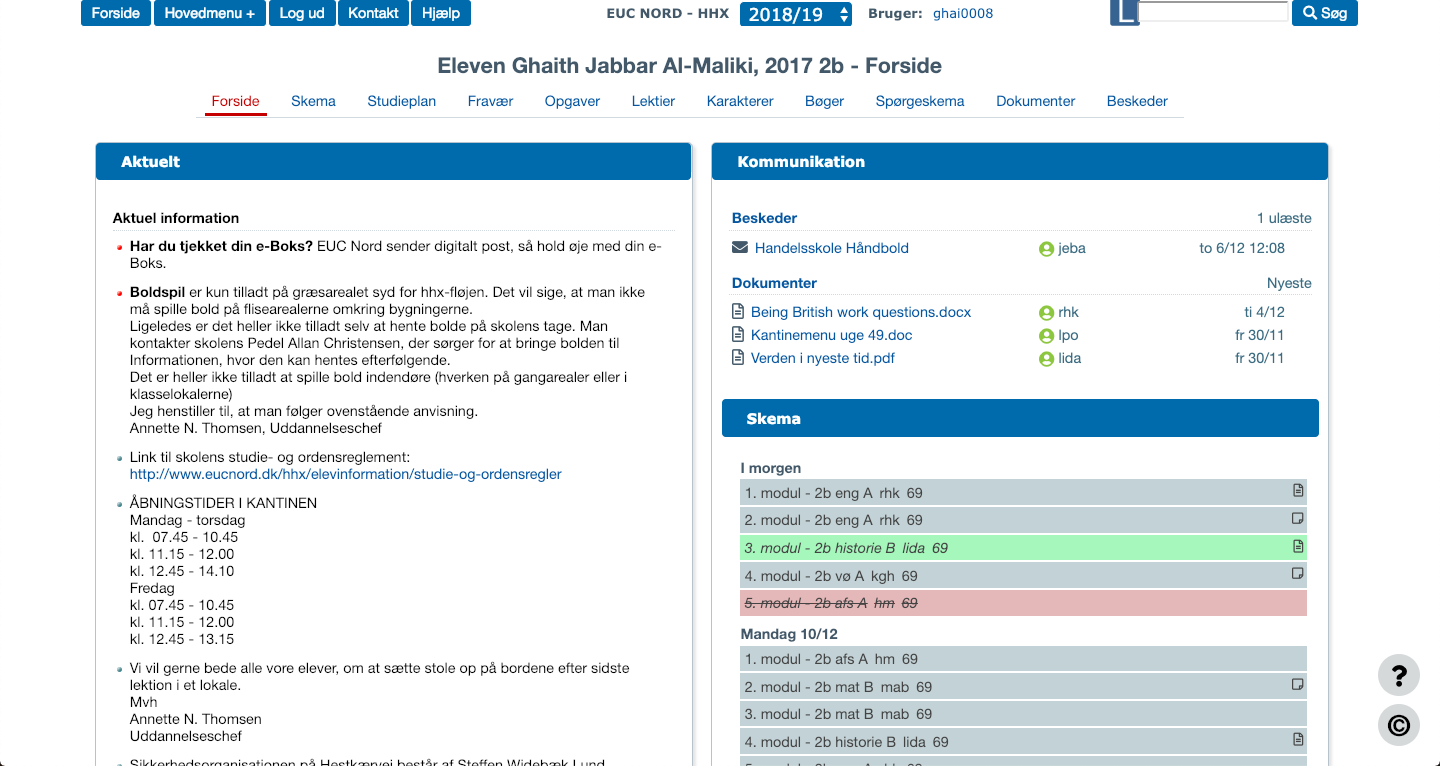 Forside Hovedmenu + Log ud Kontakt Hjælp EUC NORD - HHX 2018/19 Bruger: ghai0008 L Søg
Eleven Ghaith Jabbar Al-Maliki, 2017 2b - Forside
Forside Skema Studieplan Fravær Opgaver Lektier Karakterer Bøger Spørgeskema Dokumenter Beskeder
Aktuelt
Aktuel information
Har du tjekket din e-Boks? EUC Nord sender digitalt post, så hold øje med din e-
Boks.
Boldspil er kun tilladt på græsarealet syd for hhx-fløjen. Det vil sige, at man ikke
må spille bold på flisearealerne omkring bygningerne.
Ligeledes er det heller ikke tilladt selv at hente bolde på skolens tage. Man
kontakter skolens Pedel Allan Christensen, der sørger for at bringe bolden til
Informationen, hvor den kan hentes efterfølgende.
Det er heller ikke tilladt at spille bold indendøre (hverken på gangarealer eller i
klasselokalerne)
Jeg henstiller til, at man følger ovenstående anvisning.
Annette N. Thomsen, Uddannelseschef
Link til skolens studie- og ordensreglement:
http://www.eucnord.dk/hhx/elevinformation/studie-og-ordensregler
ÅBNINGSTIDER I KANTINEN
Mandag - torsdag
kl.  07.45 - 10.45
kl. 11.15 - 12.00
kl. 12.45 - 14.10
Fredag
kl. 07.45 - 10.45
kl. 11.15 - 12.00
kl. 12.45 - 13.15
Vi vil gerne bede alle vore elever, om at sætte stole op på bordene efter sidste
lektion i et lokale.
Mvh
Annette N. Thomsen
Uddannelseschef
Sikkerhedsorganisationen på Hestkærvej består af Steffen Widebæk Lund
Kommunikation
Beskeder 1 ulæste
Handelsskole Håndbold jeba to 6/12 12:08
Dokumenter Nyeste
Being British work questions.docx rhk ti 4/12
Kantinemenu uge 49.doc lpo fr 30/11
Verden i nyeste tid.pdf lida fr 30/11
Skema
I morgen
1. modul - 2b eng A rhk 69
2. modul - 2b eng A rhk 69
3. modul - 2b historie B lida 69
4. modul - 2b vø A kgh 69
5. modul - 2b afs A hm 69
Mandag 10/12
1. modul - 2b afs A hm 69
2. modul - 2b mat B mab 69
3. modul - 2b mat B mab 69
4. modul - 2b historie B lida 69
?
©